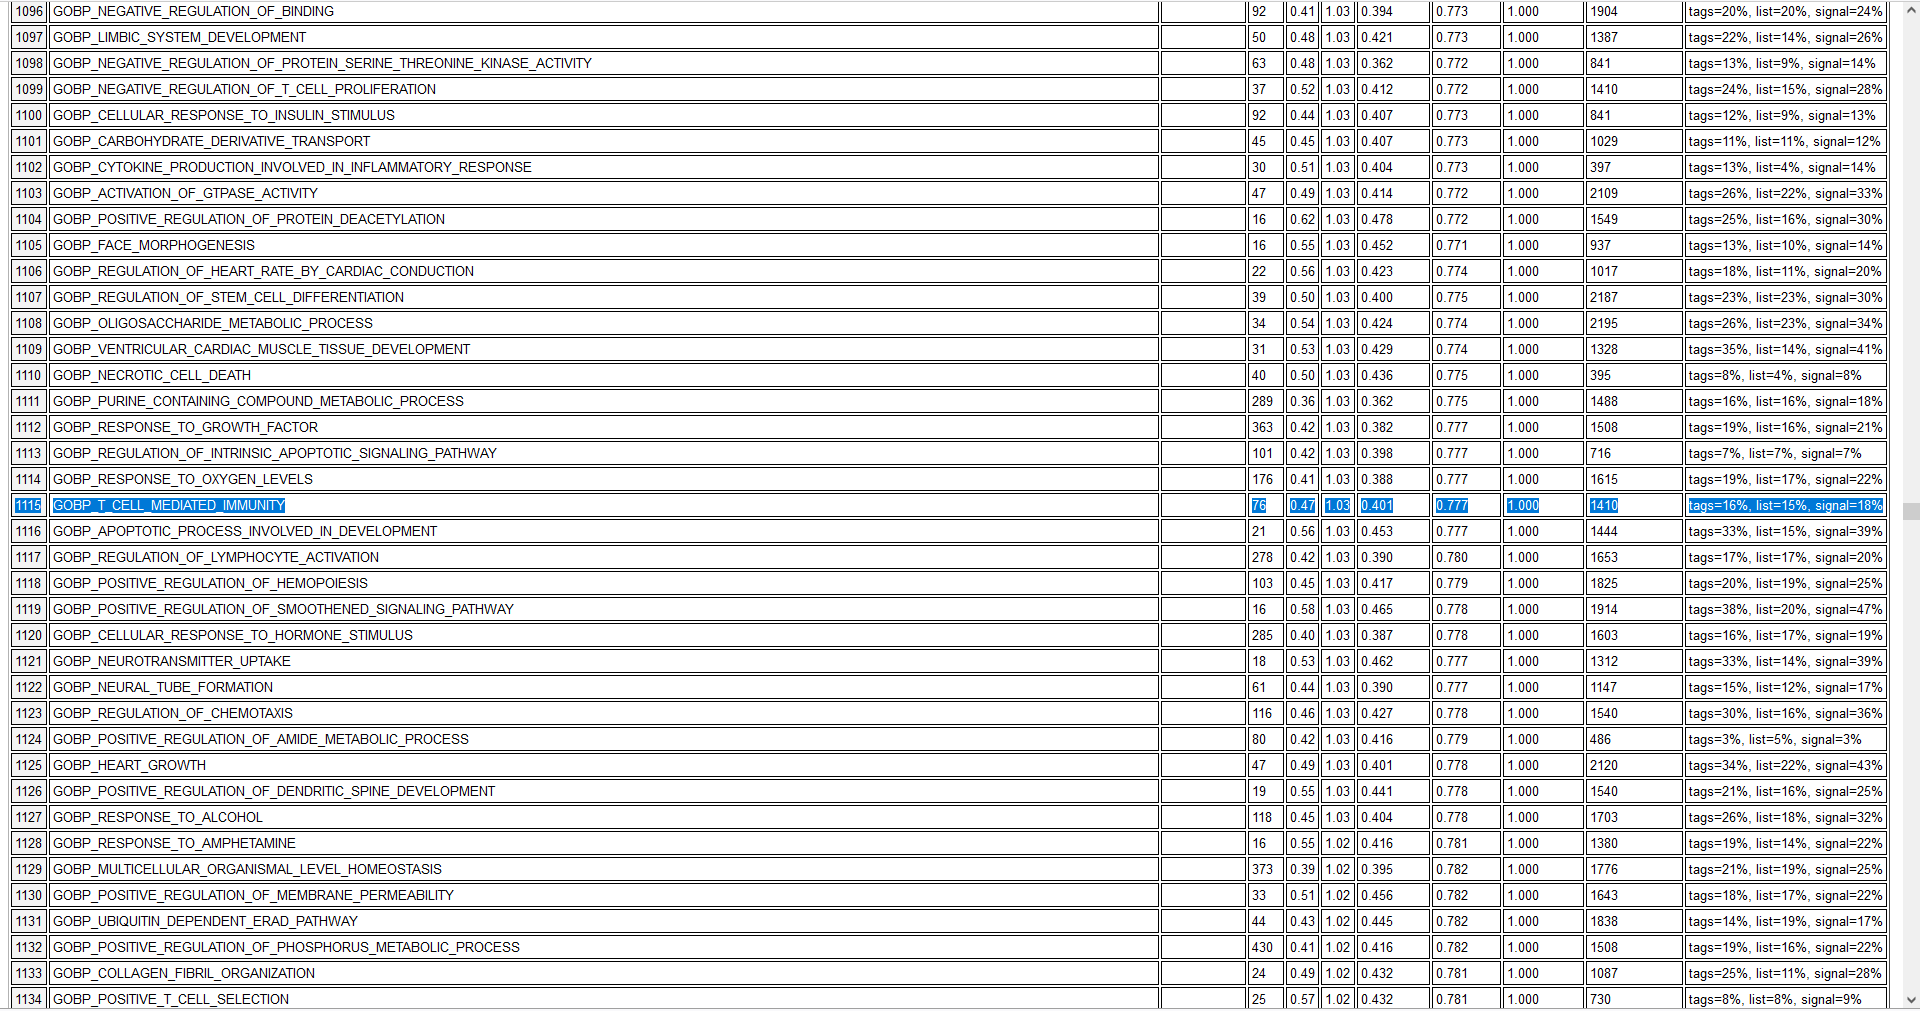 1096 GOBP_NEGATIVE_REGULATION_OF_BINDING 92 0.41 1.03 0.394 0.773 1.000 1904 tags=20%, list=20%, signal=24%
1097 GOBP_LIMBIC_SYSTEM_DEVELOPMENT 50 0.48 1.03 0.421 0.773 1.000 1387 tags=22%, list=14%, signal=26%
1098 GOBP_NEGATIVE_REGULATION_OF_PROTEIN_SERINE_THREONINE_KINASE_ACTIVITY 63 0.48 1.03 0.362 0.772 1.000 841 tags=13%, list=9%, signal=14%
1099 GOBP_NEGATIVE_REGULATION_OF_T_CELL_PROLIFERATION 37 0.52 1.03 0.412 0.772 1.000 1410 tags=24%, list=15%, signal=28%
1100 GOBP_CELLULAR_RESPONSE_TO_INSULIN_STIMULUS 92 0.44 1.03 0.407 0.773 1.000 841 tags=12%, list=9%, signal=13%
1101 GOBP_CARBOHYDRATE_DERIVATIVE_TRANSPORT 45 0.45 1.03 0.407 0.773 1.000 1029 tags=11%, list=11%, signal=12%
1102 GOBP_CYTOKINE_PRODUCTION_INVOLVED_IN_INFLAMMATORY_RESPONSE 30 0.51 1.03 0.404 0.773 1.000 397 tags=13%, list=4%, signal=14%
1103 GOBP_ACTIVATION_OF_GTPASE_ACTIVITY 47 0.49 1.03 0.414 0.772 1.000 2109 tags=26%, list=22%, signal=33%
1104 GOBP_POSITIVE_REGULATION_OF_PROTEIN_DEACETYLATION 16 0.62 1.03 0.478 0.772 1.000 1549 tags=25%, list=16%, signal=30%
1105 GOBP_FACE_MORPHOGENESIS 16 0.55 1.03 0.452 0.771 1.000 937 tags=13%, list=10%, signal=14%
1106 GOBP_REGULATION_OF_HEART_RATE_BY_CARDIAC_CONDUCTION 22 0.56 1.03 0.423 0.774 1.000 1017 tags=18%, list=11%, signal=20%
1107 GOBP_REGULATION_OF_STEM_CELL_DIFFERENTIATION 39 0.50 1.03 0.400 0.775 1.000 2187 tags=23%, list=23%, signal=30%
1108 GOBP_OLIGOSACCHARIDE_METABOLIC_PROCESS 34 0.54 1.03 0.424 0.774 1.000 2195 tags=26%, list=23%, signal=34%
1109 GOBP_VENTRICULAR_CARDIAC_MUSCLE_TISSUE_DEVELOPMENT 31 0.53 1.03 0.429 0.774 1.000 1328 tags=35%, list=14%, signal=41%
1110 GOBP_NECROTIC_CELL_DEATH 40 0.50 1.03 0.436 0.775 1.000 395 tags=8%, list=4%, signal=8%
1111 GOBP_PURINE_CONTAINING_COMPOUND_METABOLIC_PROCESS 289 0.36 1.03 0.362 0.775 1.000 1488 tags=16%, list=16%, signal=18%
1112 GOBP_RESPONSE_TO_GROWTH_FACTOR 363 0.42 1.03 0.382 0.777 1.000 1508 tags=19%, list=16%, signal=21%
1113 GOBP_REGULATION_OF_INTRINSIC_APOPTOTIC_SIGNALING_PATHWAY 101 0.42 1.03 0.398 0.777 1.000 716 tags=7%, list=7%, signal=7%
1114 GOBP_RESPONSE_TO_OXYGEN_LEVELS 176 0.41 1.03 0.388 0.777 1.000 1615 tags=19%, list=17%, signal=22%
1115 GOBP_T_CELL_MEDIATED_IMMUNITY 76 0.47 1.03 0.401 0.777 1.000 1410 tags=16%, list=15%, signal=18%
1116 GOBP_APOPTOTIC_PROCESS_INVOLVED_IN_DEVELOPMENT 21 0.56 1.03 0.453 0.777 1.000 1444 tags=33%, list=15%, signal=39%
1117 GOBP_REGULATION_OF_LYMPHOCYTE_ACTIVATION 278 0.42 1.03 0.390 0.780 1.000 1653 tags=17%, list=17%, signal=20%
1118 GOBP_POSITIVE_REGULATION_OF_HEMOPOIESIS 103 0.45 1.03 0.417 0.779 1.000 1825 tags=20%, list=19%, signal=25%
1119 GOBP_POSITIVE_REGULATION_OF_SMOOTHENED_SIGNALING_PATHWAY 16 0.58 1.03 0.465 0.778 1.000 1914 tags=38%, list=20%, signal=47%
1120 GOBP_CELLULAR_RESPONSE_TO_HORMONE_STIMULUS 285 0.40 1.03 0.387 0.778 1.000 1603 tags=16%, list=17%, signal=19%
1121 GOBP_NEUROTRANSMITTER_UPTAKE 18 0.53 1.03 0.462 0.777 1.000 1312 tags=33%, list=14%, signal=39%
1122 GOBP_NEURAL_TUBE_FORMATION 61 0.44 1.03 0.390 0.777 1.000 1147 tags=15%, list=12%, signal=17%
1123 GOBP_REGULATION_OF_CHEMOTAXIS 116 0.46 1.03 0.427 0.778 1.000 1540 tags=30%, list=16%, signal=36%
1124 GOBP_POSITIVE_REGULATION_OF_AMIDE_METABOLIC_PROCESS 80 0.42 1.03 0.416 0.779 1.000 486 tags=3%, list=5%, signal=3%
1125 GOBP_HEART_GROWTH 47 0.49 1.03 0.401 0.778 1.000 2120 tags=34%, list=22%, signal=43%
1126 GOBP_POSITIVE_REGULATION_OF_DENDRITIC_SPINE_DEVELOPMENT 19 0.55 1.03 0.441 0.778 1.000 1540 tags=21%, list=16%, signal=25%
1127 GOBP_RESPONSE_TO_ALCOHOL 118 0.45 1.03 0.404 0.778 1.000 1703 tags=26%, list=18%, signal=32%
1128 GOBP_RESPONSE_TO_AMPHETAMINE 16 0.55 1.02 0.416 0.781 1.000 1380 tags=19%, list=14%, signal=22%
1129 GOBP_MULTICELLULAR_ORGANISMAL_LEVEL_HOMEOSTASIS 373 0.39 1.02 0.395 0.782 1.000 1776 tags=21%, list=19%, signal=25%
1130 GOBP_POSITIVE_REGULATION_OF_MEMBRANE_PERMEABILITY 33 0.51 1.02 0.456 0.782 1.000 1643 tags=18%, list=17%, signal=22%
1131 GOBP_UBIQUITIN_DEPENDENT_ERAD_PATHWAY 44 0.43 1.02 0.445 0.782 1.000 1838 tags=14%, list=19%, signal=17%
1132 GOBP_POSITIVE_REGULATION_OF_PHOSPHORUS_METABOLIC_PROCESS 430 0.41 1.02 0.416 0.782 1.000 1508 tags=19%, list=16%, signal=22%
1133 GOBP_COLLAGEN_FIBRIL_ORGANIZATION 24 0.49 1.02 0.432 0.781 1.000 1087 tags=25%, list=11%, signal=28%
1134 GOBP_POSITIVE_T_CELL_SELECTION 25 0.57 1.02 0.432 0.781 1.000 730 tags=8%, list=8%, signal=9%